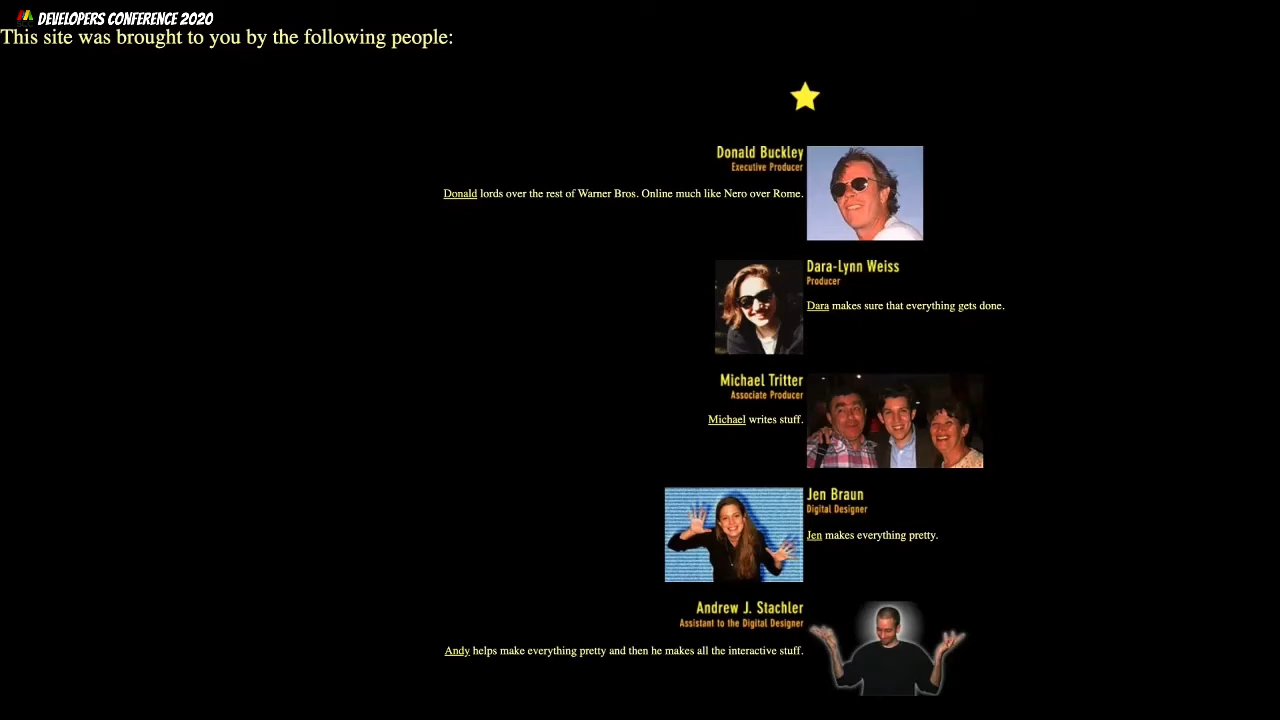 DEVELOPERS CONFERENCE 2020
This site was brought to you by the following people:
Donald Buckley
Executive Producer
Donald lords over the rest of Warner Bros. Online much like Nero over Rome.
Dara-Lynn Weiss
Producer
Dara makes sure that everything gets done.
Michael Tritter
Associate Producer
Michael writes stuff.
Jen Braun
Digital Designer
Jen makes everything pretty.
Andrew J. Stachler
Assistant to the Digital Designer
Andy helps make everything pretty and then he makes all the interactive stuff.